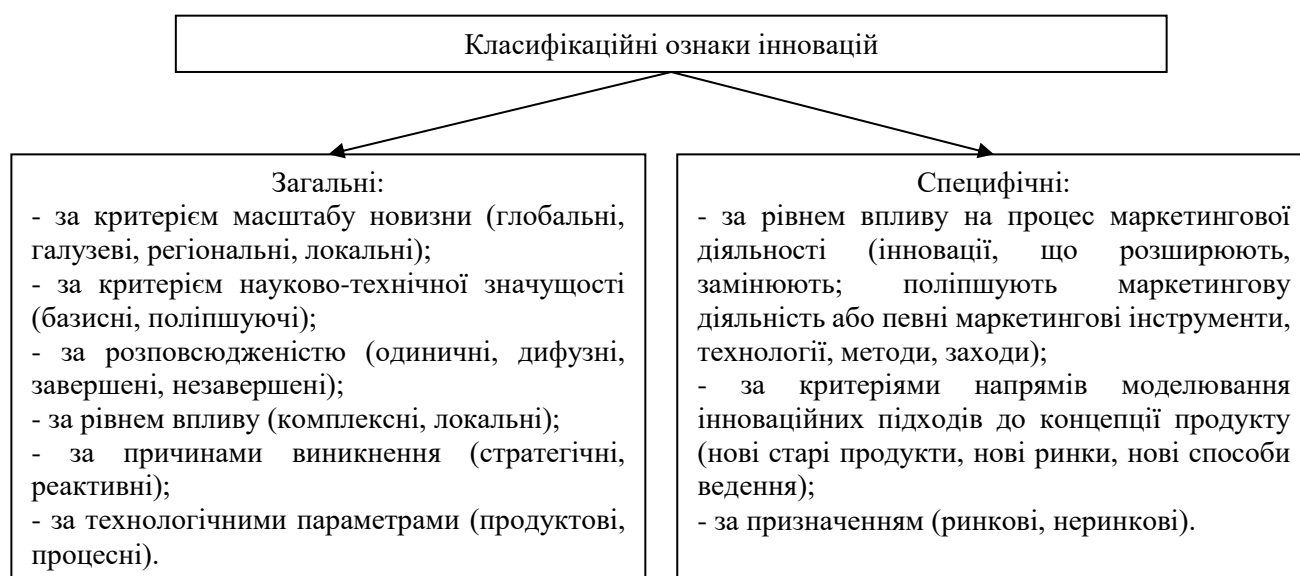 Класифікаційні ознаки інновацій
Загальні:
- за критерієм масштабу новизни (глобальні,
галузеві, регіональні, локальні);
- за критерієм науково-технічної значущості
(базисні, поліпшуючі);
- за розповсюдженістю (одиничні, дифузні,
завершені, незавершені);
- за рівнем впливу (комплексні, локальні);
- за причинами виникнення (стратегічні,
реактивні);
- за технологічними параметрами (продуктові,
процесні).
Специфічні:
- за рівнем впливу на процес маркетингової
діяльності (інновації, що розширюють,
замінюють; поліпшують маркетингову
діяльність або певні маркетингові інструменти,
технології, методи, заходи);
- за критеріями напрямів моделювання
інноваційних підходів до концепції продукту
(нові старі продукти, нові ринки, нові способи
ведення);
- за призначенням (ринкові, неринкові).